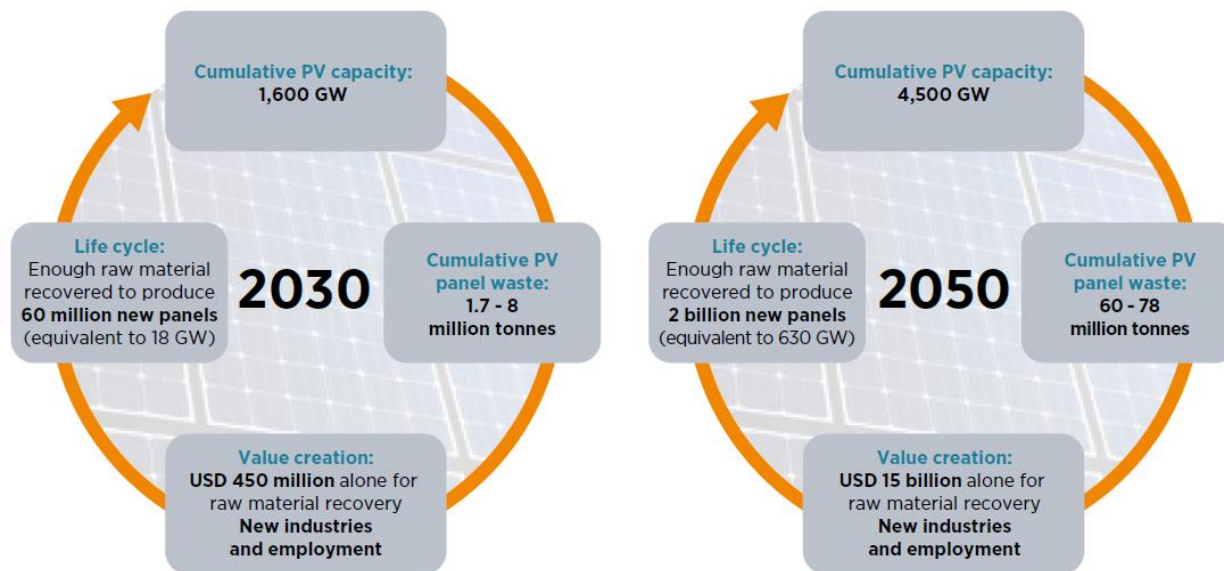 Cumulative PV capacity:
1,600 GW
Life cycle:
Enough raw material
recovered to produce
60 million new panels
(equivalent to 18 GW)
2030
Cumulative PV
panel waste:
1.7 - 8
million tonnes
Value creation:
USD 450 million alone for
raw material recovery
New industries
and employment
Cumulative PV capacity:
4,500 GW
Life cycle:
Enough raw material
recovered to produce
2 billion new panels
(equivalent to 630 GW)
2050
Cumulative PV
panel waste:
60 - 78
million tonnes
Value creation:
USD 15 billion alone for
raw material recovery
New industries
and employment